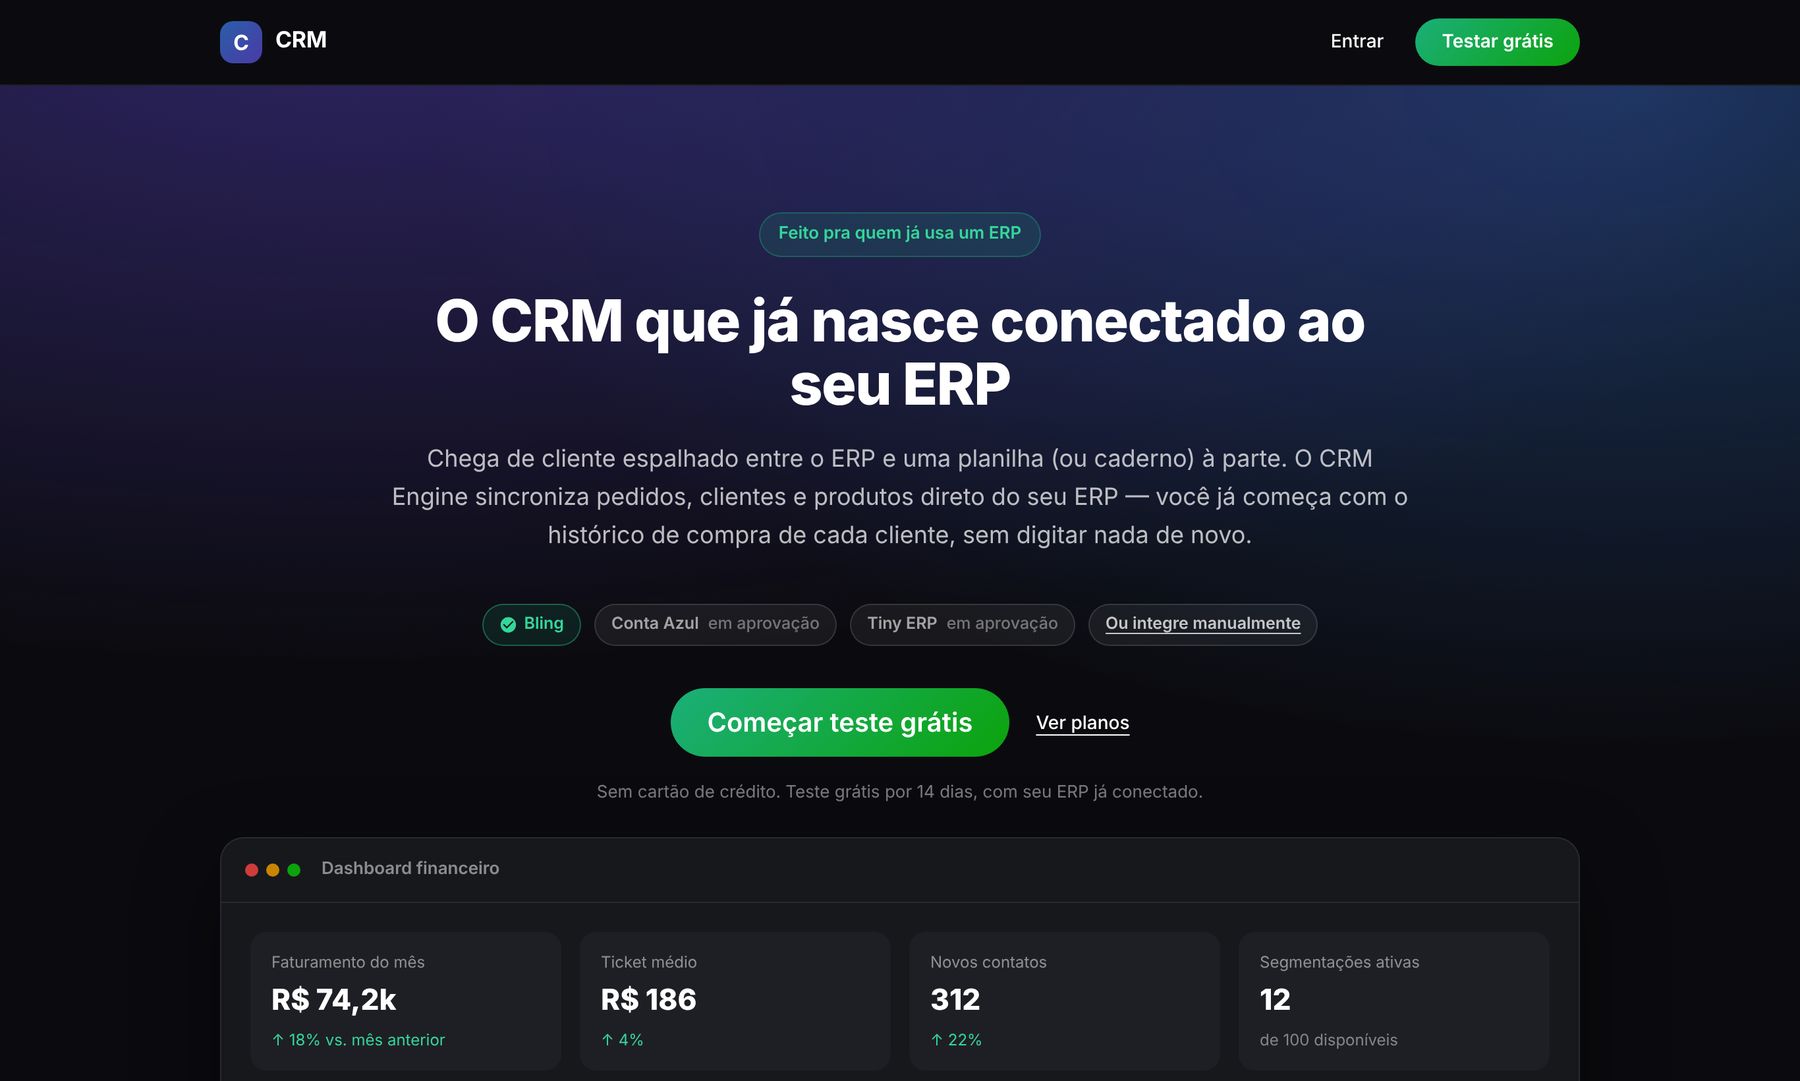 C
CRM
Entrar
Testar grátis
Feito pra quem já usa um ERP
O CRM que já nasce conectado ao
seu ERP
Chega de cliente espalhado entre o ERP e uma planilha (ou caderno) à parte. O CRM
Engine sincroniza pedidos, clientes e produtos direto do seu ERP — você já começa com o
histórico de compra de cada cliente, sem digitar nada de novo.
Bling
Conta Azul em aprovação
Tiny ERP em aprovação
Ou integre manualmente
Começar teste grátis
Ver planos
Sem cartão de crédito. Teste grátis por 14 dias, com seu ERP já conectado.
Dashboard financeiro
Faturamento do mês
R$ 74,2k
↑ 18% vs. mês anterior
Ticket médio
R$ 186
↑ 4%
Novos contatos
312
↑ 22%
Segmentações ativas
12
de 100 disponíveis